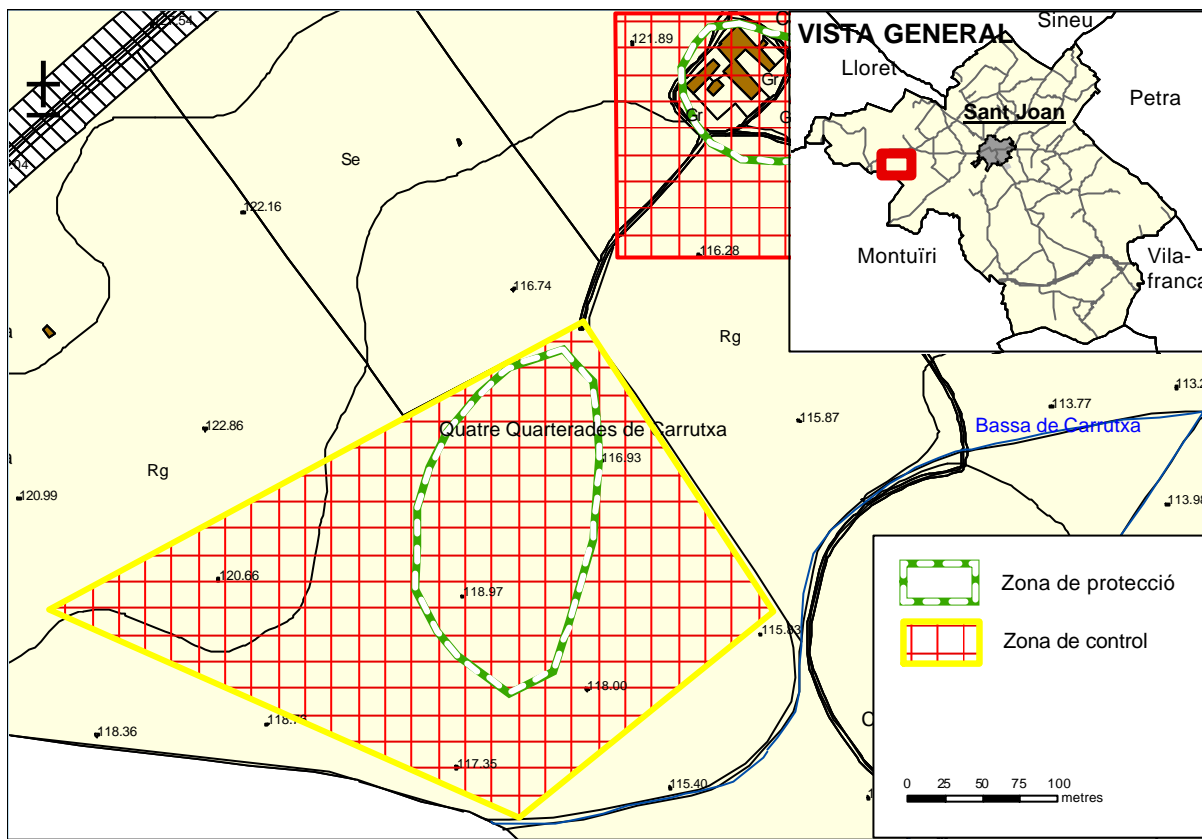 VISTA GENERAL
Sineu
Lloret
Petra
Sant Joan
Montuïri
Vila-
franca
121.89
Gr
Gr
Se
122.16
116.28
116.74
Rg
113.77
115.87
Bassa de Carrutxa
122.86
Quatre Quarterades de Carrutxa
116.93
Rg
120.99
113.98
120.66
118.97
115.83
118.00
118.36
117.35
115.40
Zona de protecció
Zona de control
0 25 50 75 100
metres